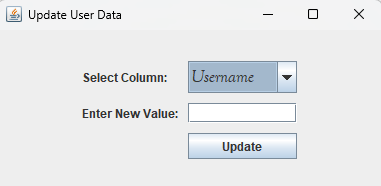 Update User Data
Select Column: Username
Enter New Value:
Update